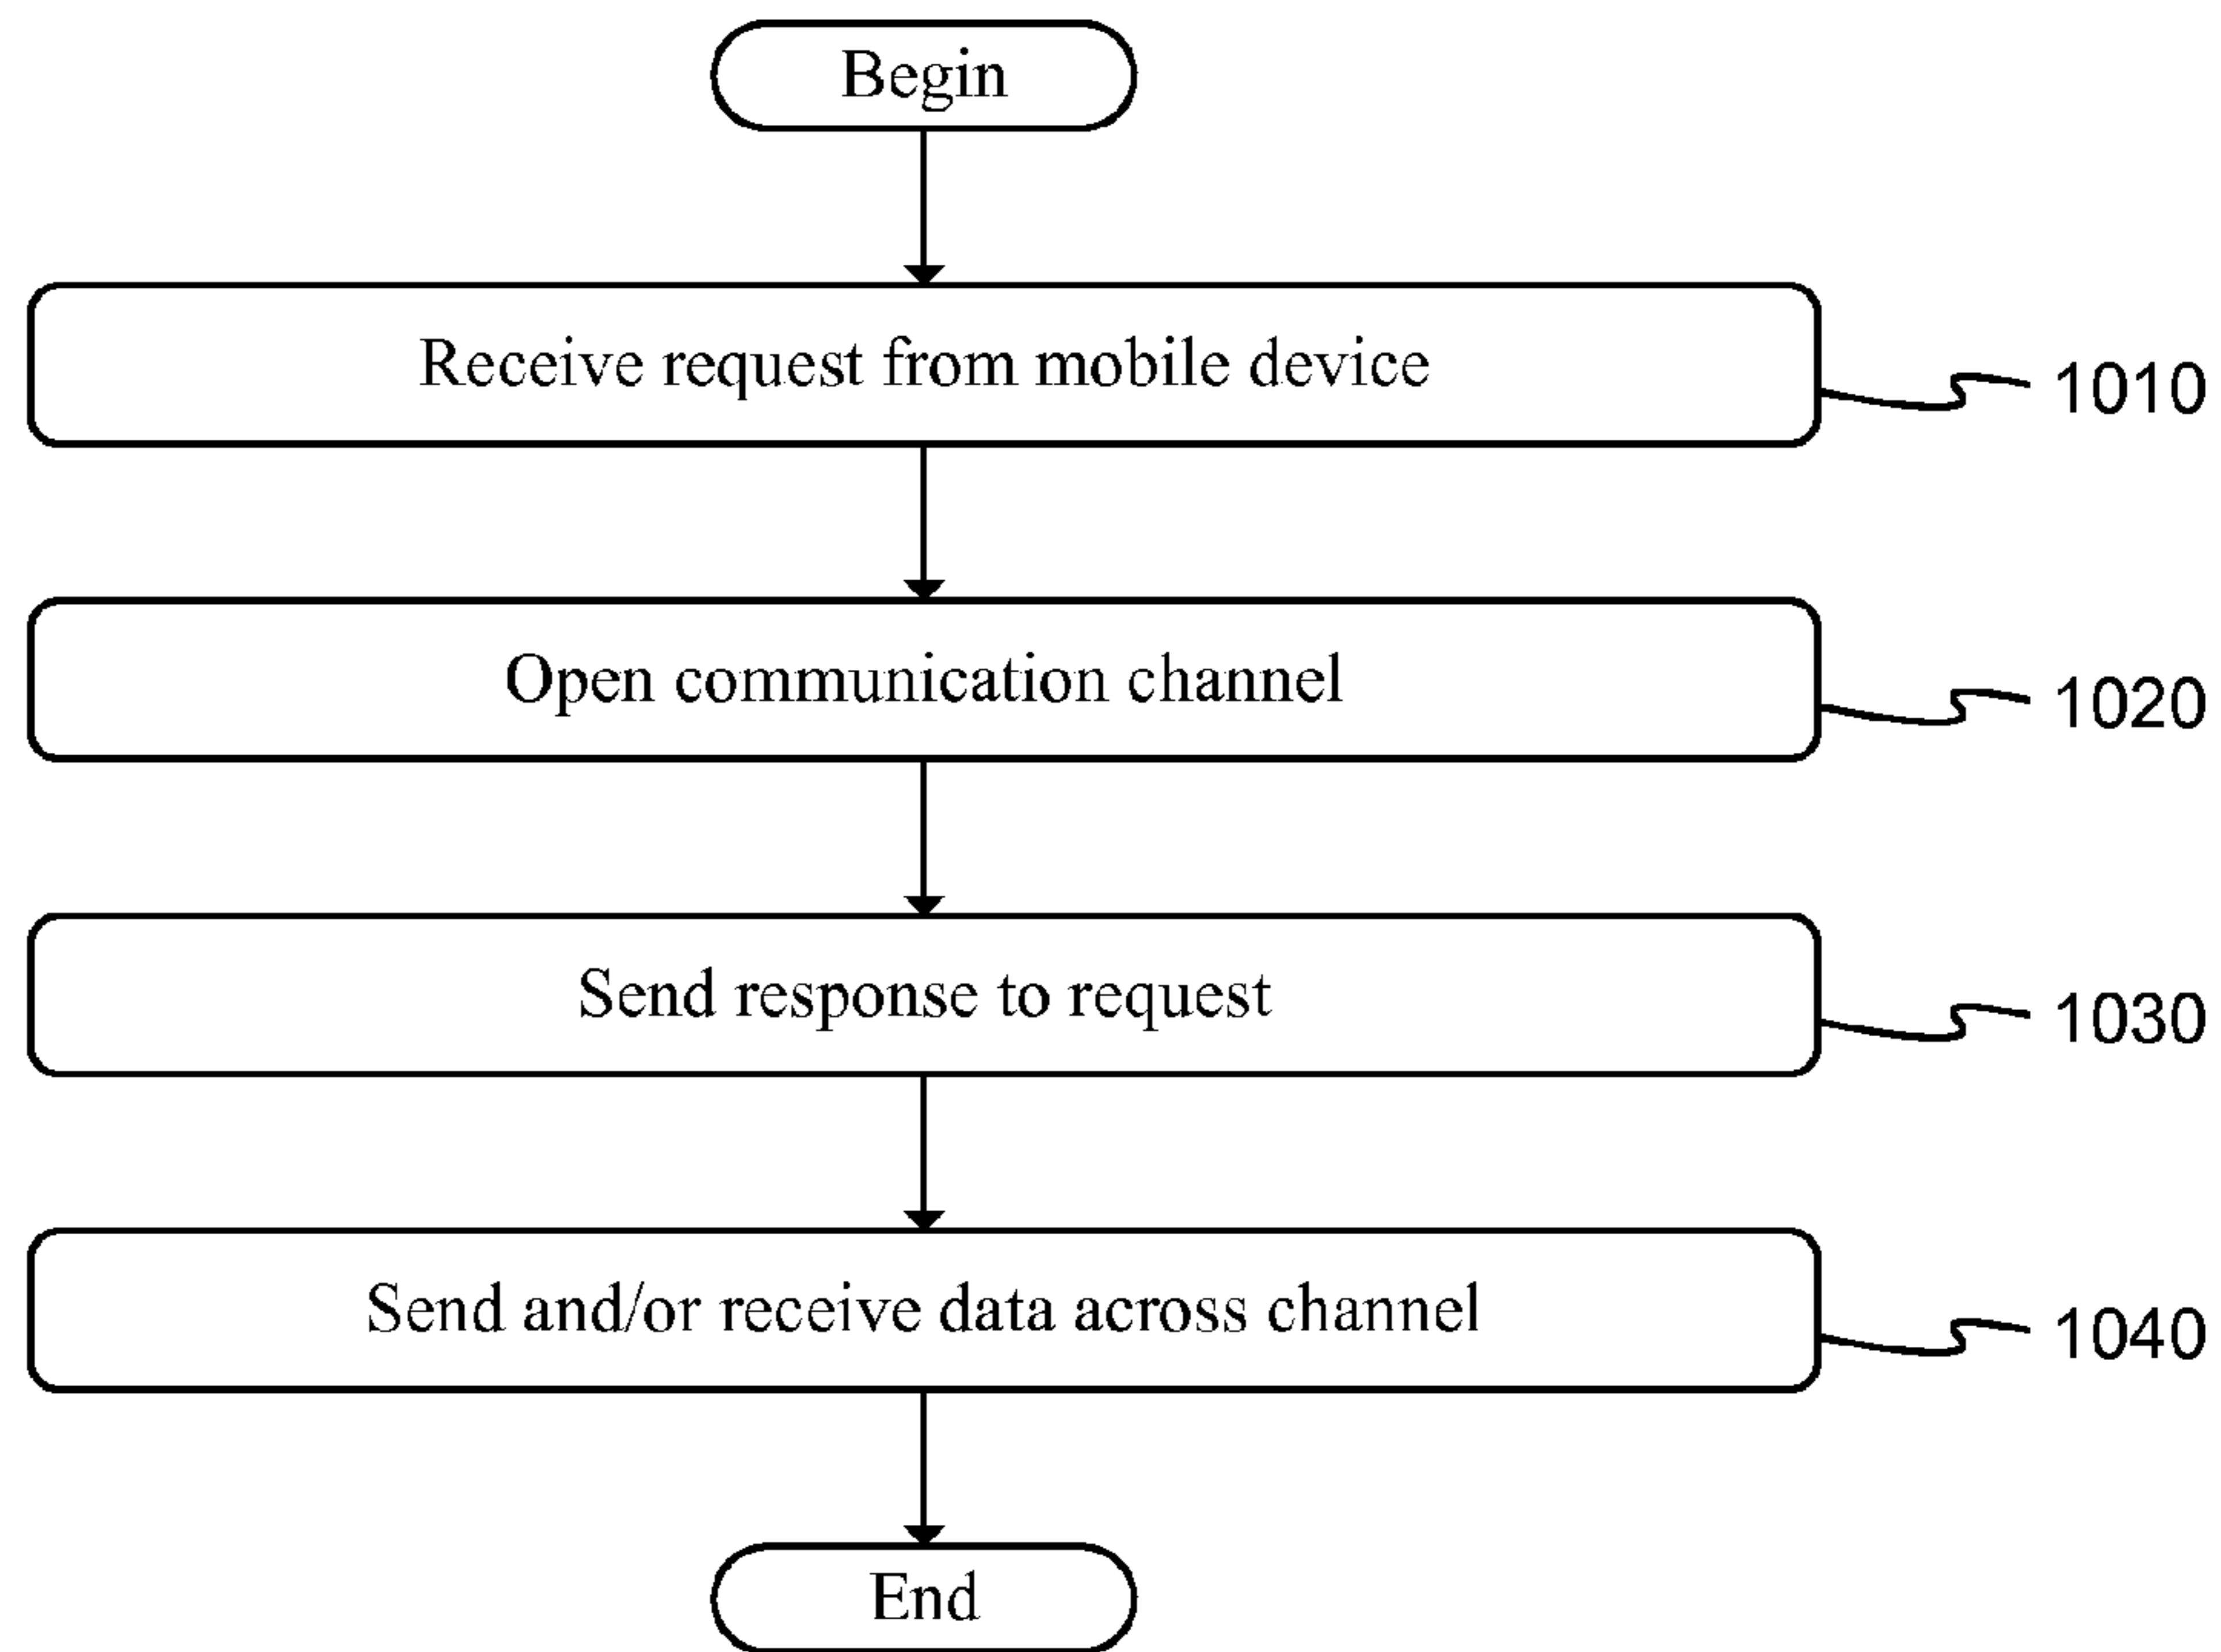 Begin
Receive request from mobile device
1010
Open communication channel
1020
Send response to request
1030
Send and/or receive data across channel
1040
End